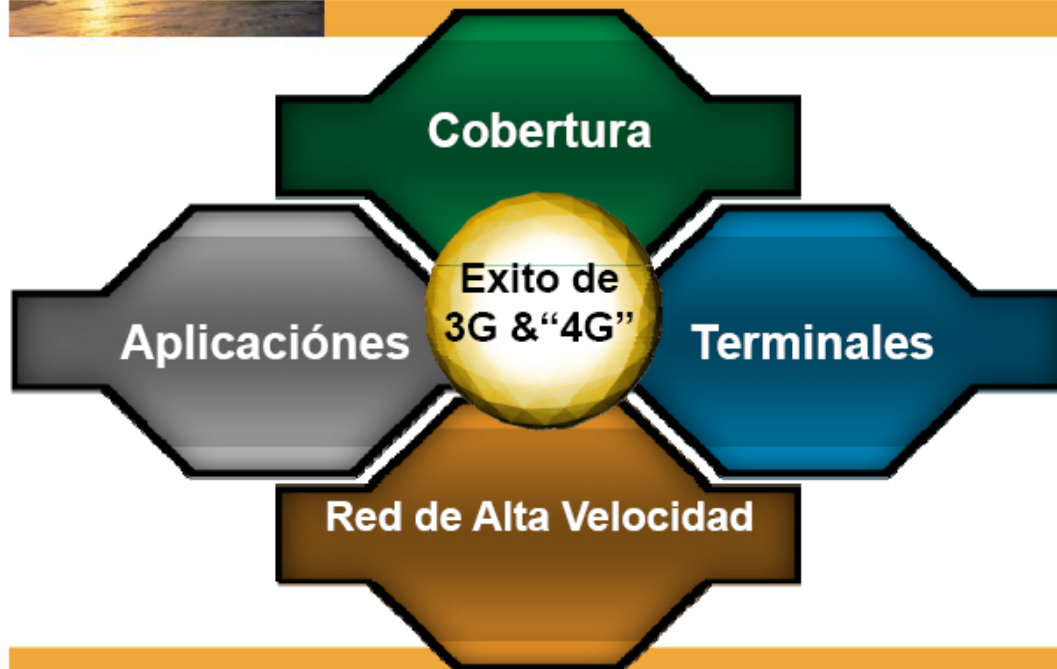 Cobertura
Exito de
3G &“4G”
Aplicaciónes
Terminales
Red de Alta Velocidad